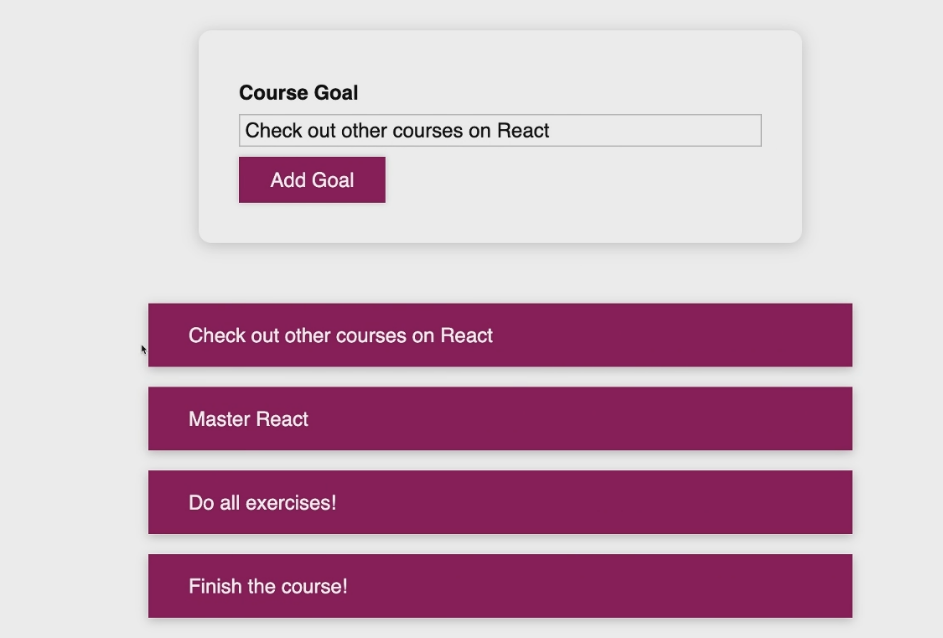 Course Goal
Check out other courses on React
Add Goal
Check out other courses on React
Master React
Do all exercises!
Finish the course!